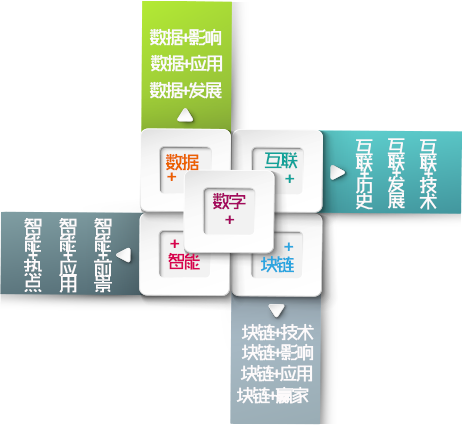 数据+影响
数据+应用
数据+发展
数据
+
互联
+
数字
+
+
智能
+
块链
互联+历史
互联+发展
互联+技术
智能+热点
智能+应用
智能+前景
块链+技术
块链+影响
块链+应用
块链+赢家